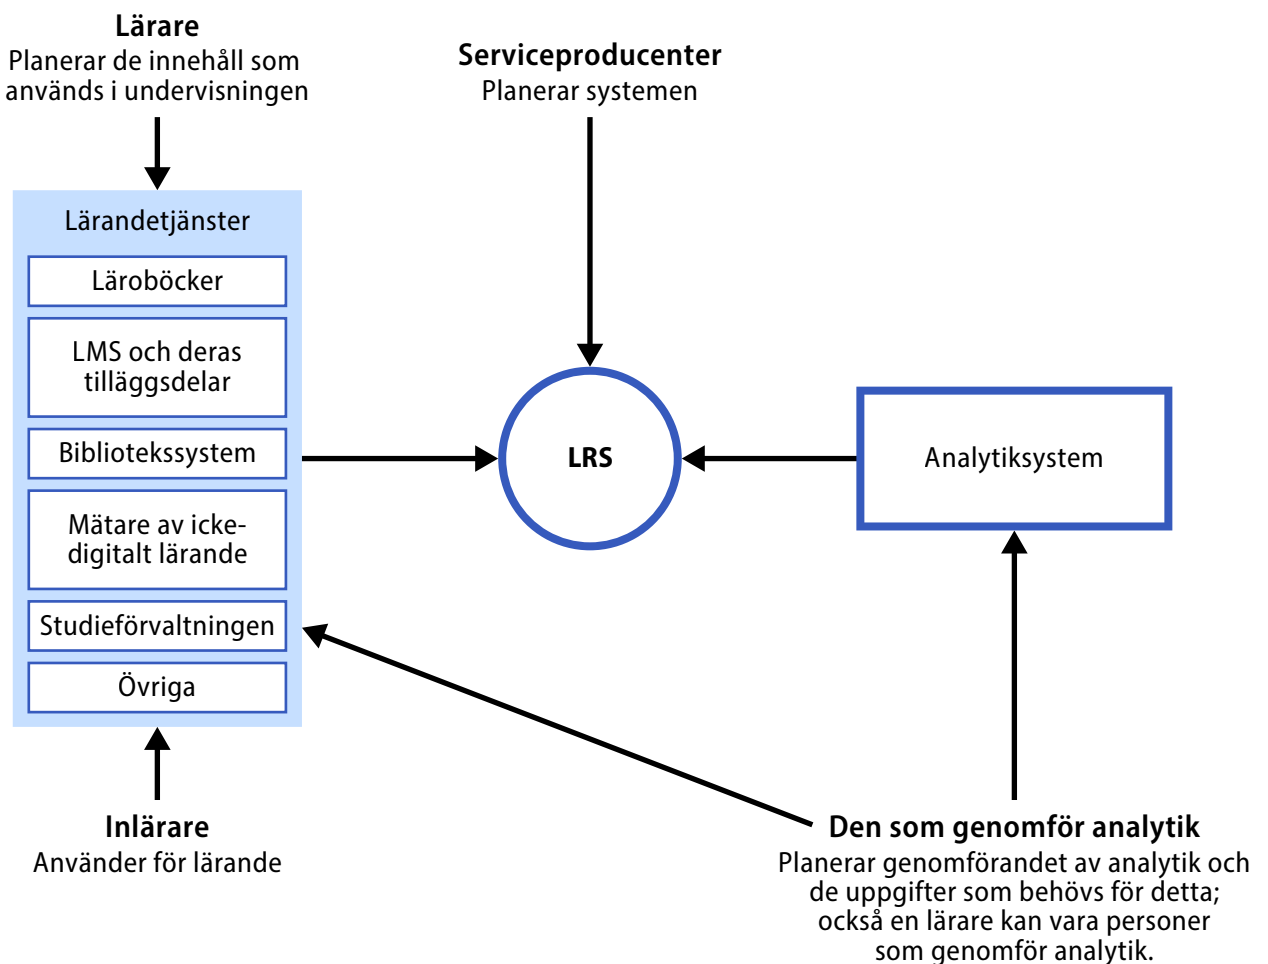 Lärare
Planerar de innehåll som
används i undervisningen
Serviceproducenter
Planerar systemen
Lärandetjänster
Läroböcker
LMS och deras
tilläggsdelar
Bibliotekssystem
Mätare av icke-
digitalt lärande
Studieförvaltningen
Övriga
LRS
Analytiksystem
Inlärare
Använder för lärande
Den som genomför analytik
Planerar genomförandet av analytik och
de uppgifter som behövs för detta;
också en lärare kan vara personer
som genomför analytik.